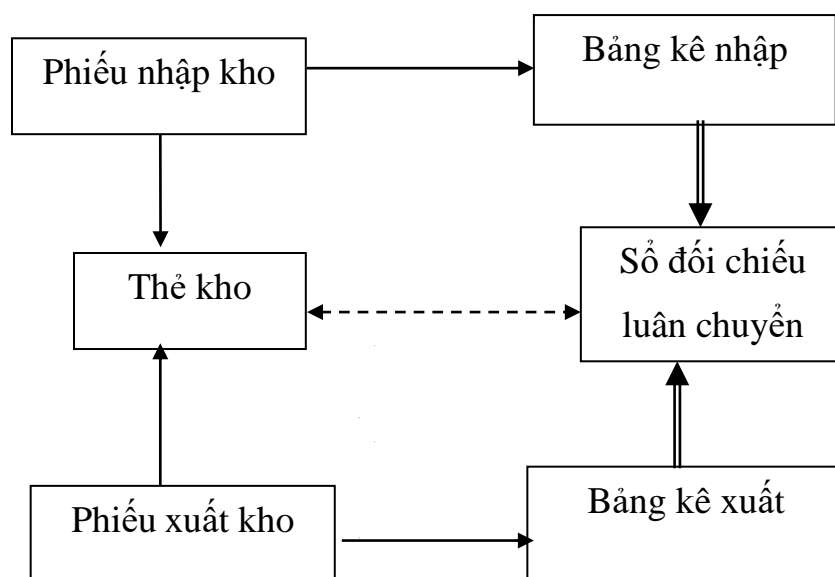 Phiếu nhập kho
Bảng kê nhập
Thẻ kho
Sổ đối chiếu
luân chuyển
Phiếu xuất kho
Bảng kê xuất